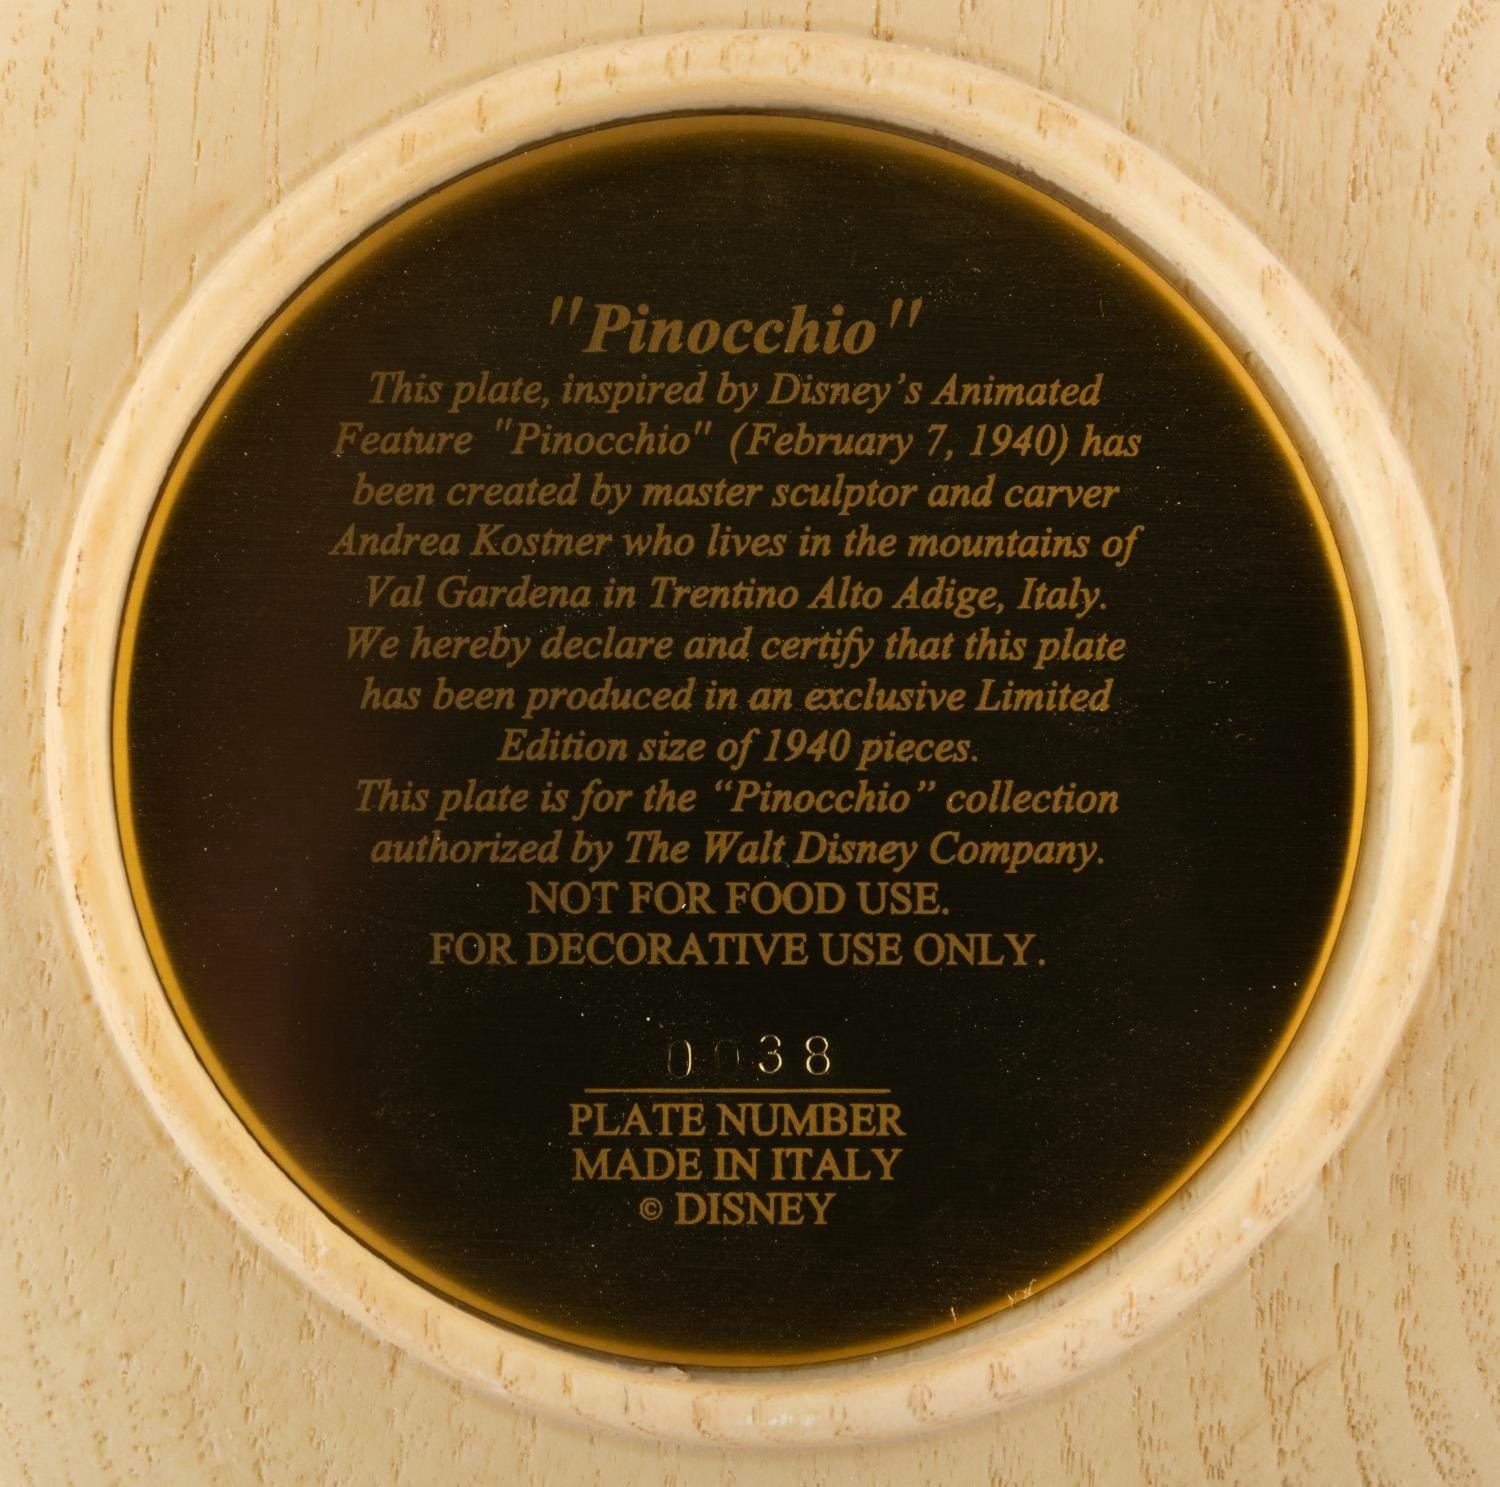 "Pinocchio"
This plate, inspired by Disney's Animated
Feature "Pinocchio" (February 7, 1940) has
been created by master sculptor and carver
Andrea Kostner who lives in the mountains of
Val Gardena in Trentino Alto Adige, Italy.
We hereby declare and certify that this plate
has been produced in an exclusive Limited
Edition size of 1940 pieces.
This plate is for the “Pinocchio” collection
authorized by The Walt Disney Company.
NOT FOR FOOD USE.
FOR DECORATIVE USE ONLY.
0038
PLATE NUMBER
MADE IN ITALY
© DISNEY